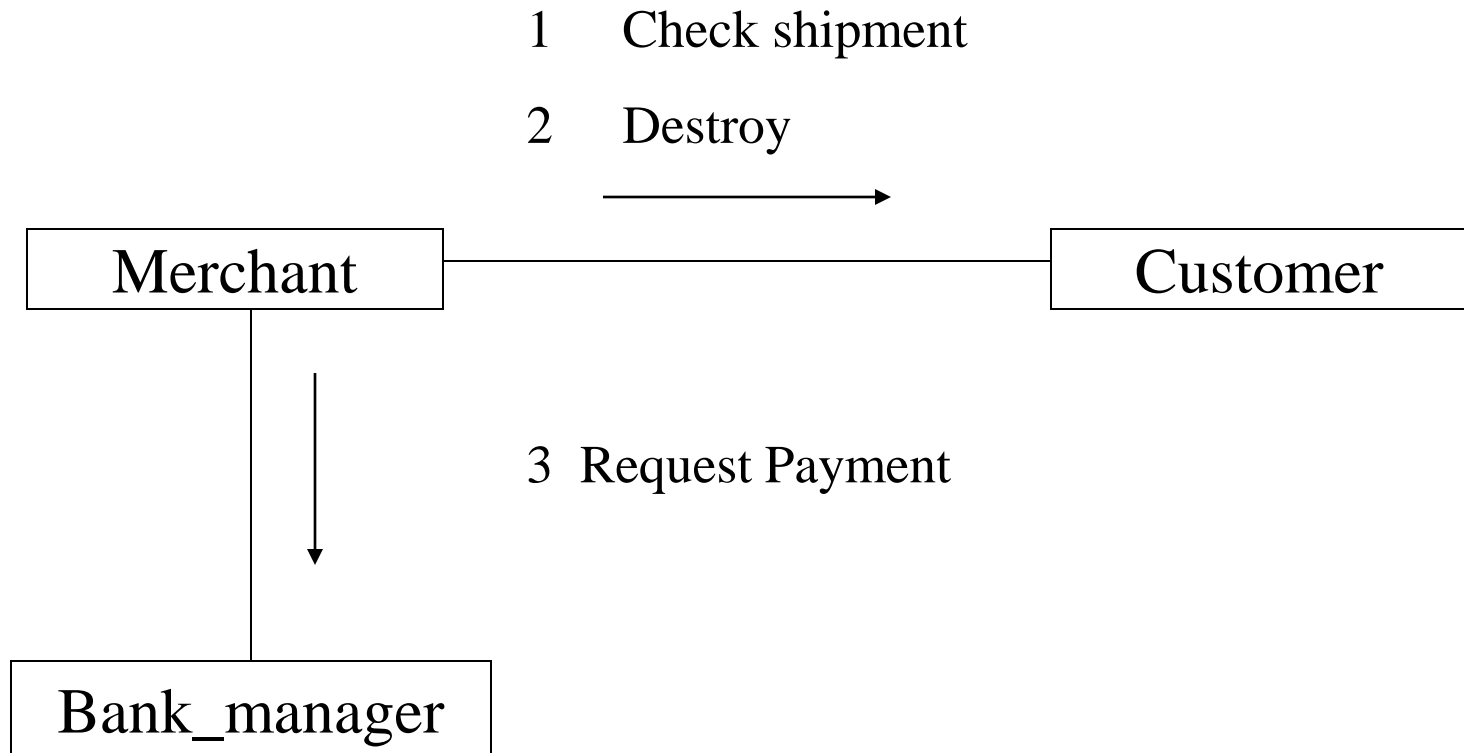 1 Check shipment
2 Destroy
Merchant
Customer
3 Request Payment
Bank_manager